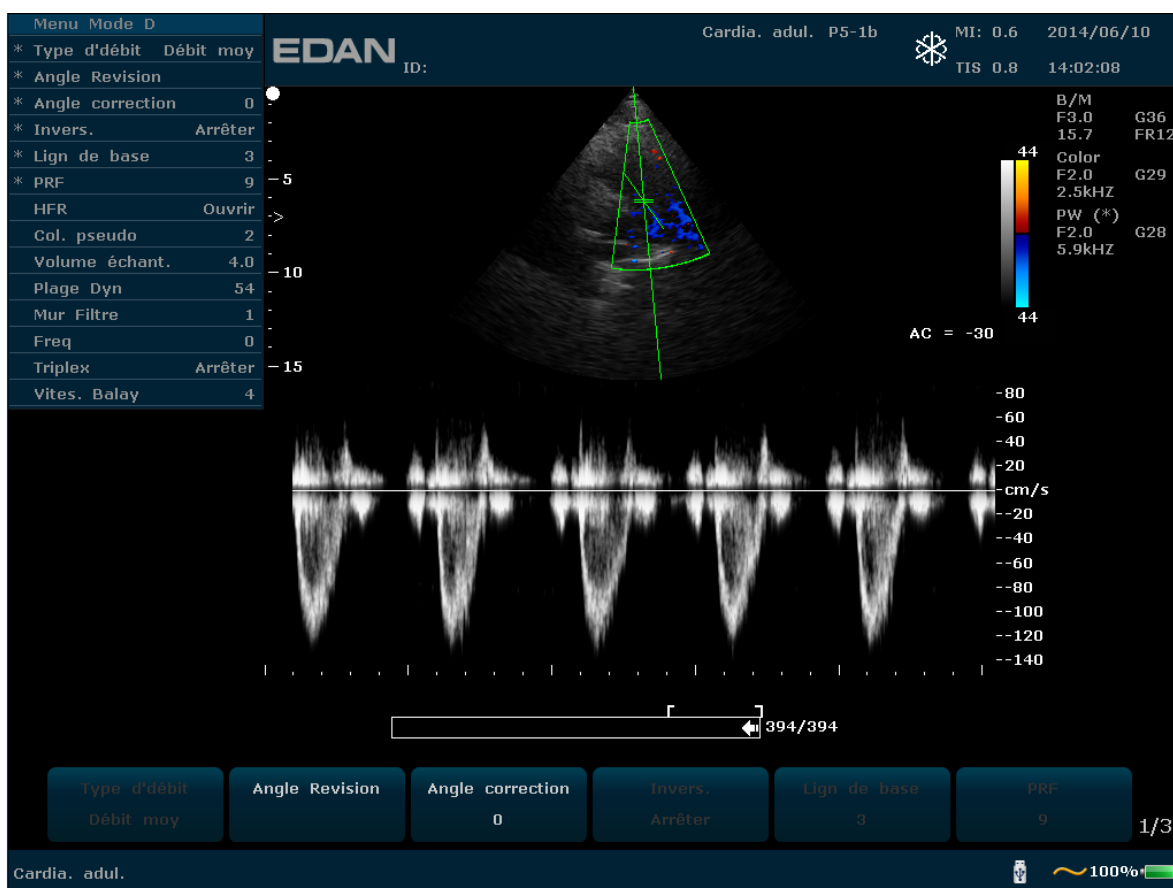 Menu Mode D
* Type d'débit Débit moy
* Angle Revision
* Angle correction 0
* Invers. Arrêter
* Lign de base 3
* PRF 9
HFR Ouvrir
Col. pseudo 2
Volume échant. 4.0
Plage Dyn 54
Mur Filtre 1
Freq 0
Triplex Arrêter
Vites. Balay 4
EDAN
ID:
Cardia. adul. P5-1b
MI: 0.6 2014/06/10
TIS 0.8 14:02:08
B/M
F3.0 G36
15.7 FR12
Color
F2.0 G29
2.5kHZ
PW (*)
F2.0 G28
5.9kHZ
44
44
AC = -30
-5
>
-10
-15
-80
-60
-40
-20
-cm/s
--20
--40
--60
--80
--100
--120
--140
394/394
Type d'débit
Débit moy
Angle Revision
Angle correction
0
Invers.
Arrêter
Lign de base
3
PRF
9
1/3
Cardia. adul.
100%